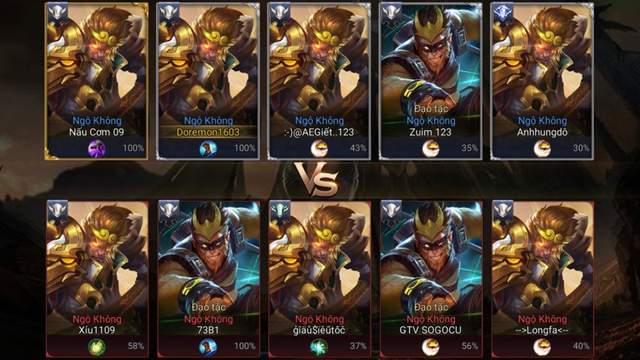 Ngộ Không
Nấu Cơm 09
100%
Ngộ Không
Doremon1603
100%
Ngộ Không
:-)@AEGiết..123
43%
Đạo tặc
Ngộ Không
Zuim 123
35%
Ngộ Không
Anhhungdô
30%
VS
Ngộ Không
Xíu1109
58%
Đạo tặc
Ngộ Không
73B1
100%
Ngộ Không
37%
Đạo tặc
Ngộ Không
GTV SOGOCU
56%
Ngộ Không
-->Longfa<--
40%